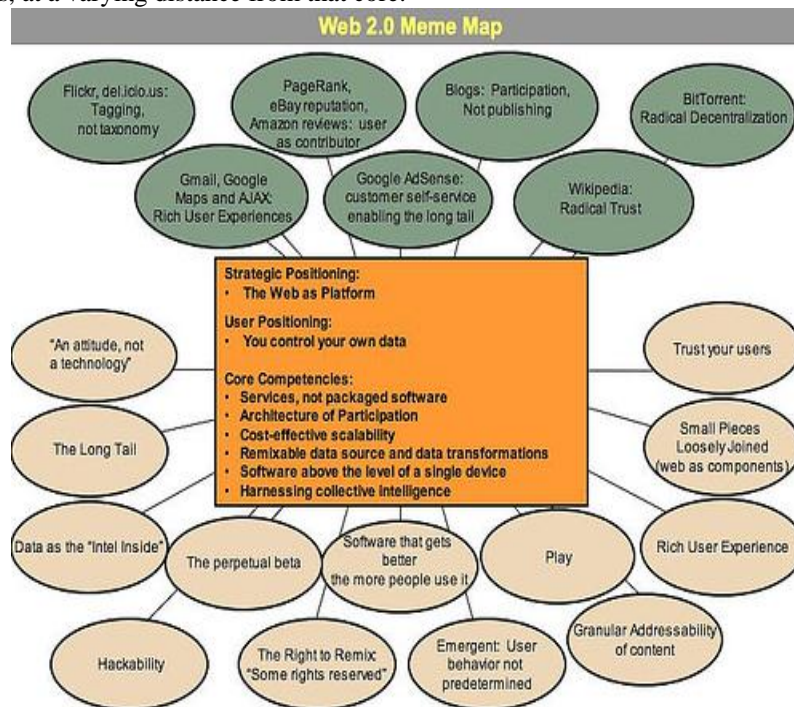 s, at a varying distance from that core.
Web 2.0 Meme Map
Flickr, del.icio.us:
Tagging,
not taxonomy
PageRank,
eBay reputation,
Amazon reviews: user
as contributor
Blogs: Participation,
Not publishing
BitTorrent:
Radical Decentralization
Gmail, Google
Maps and AJAX:
Rich User Experiences
Google AdSense:
customer self-service
enabling the long tail
Wikipedia:
Radical Trust
Strategic Positioning:
• The Web as Platform
User Positioning:
• You control your own data
Core Competencies:
• Services, not packaged software
• Architecture of Participation
• Cost-effective scalability
• Remixable data source and data transformations
• Software above the level of a single device
• Harnessing collective intelligence
"An attitude, not
a technology"
Trust your users
The Long Tail
Small Pieces
Loosely Joined
(web as components)
Data as the "Intel Inside"
The perpetual beta
Software that gets
better
the more people use it
Play
Rich User Experience
Hackability
The Right to Remix:
"Some rights reserved"
Emergent: User
behavior not
predetermined
Granular Addressability
of content